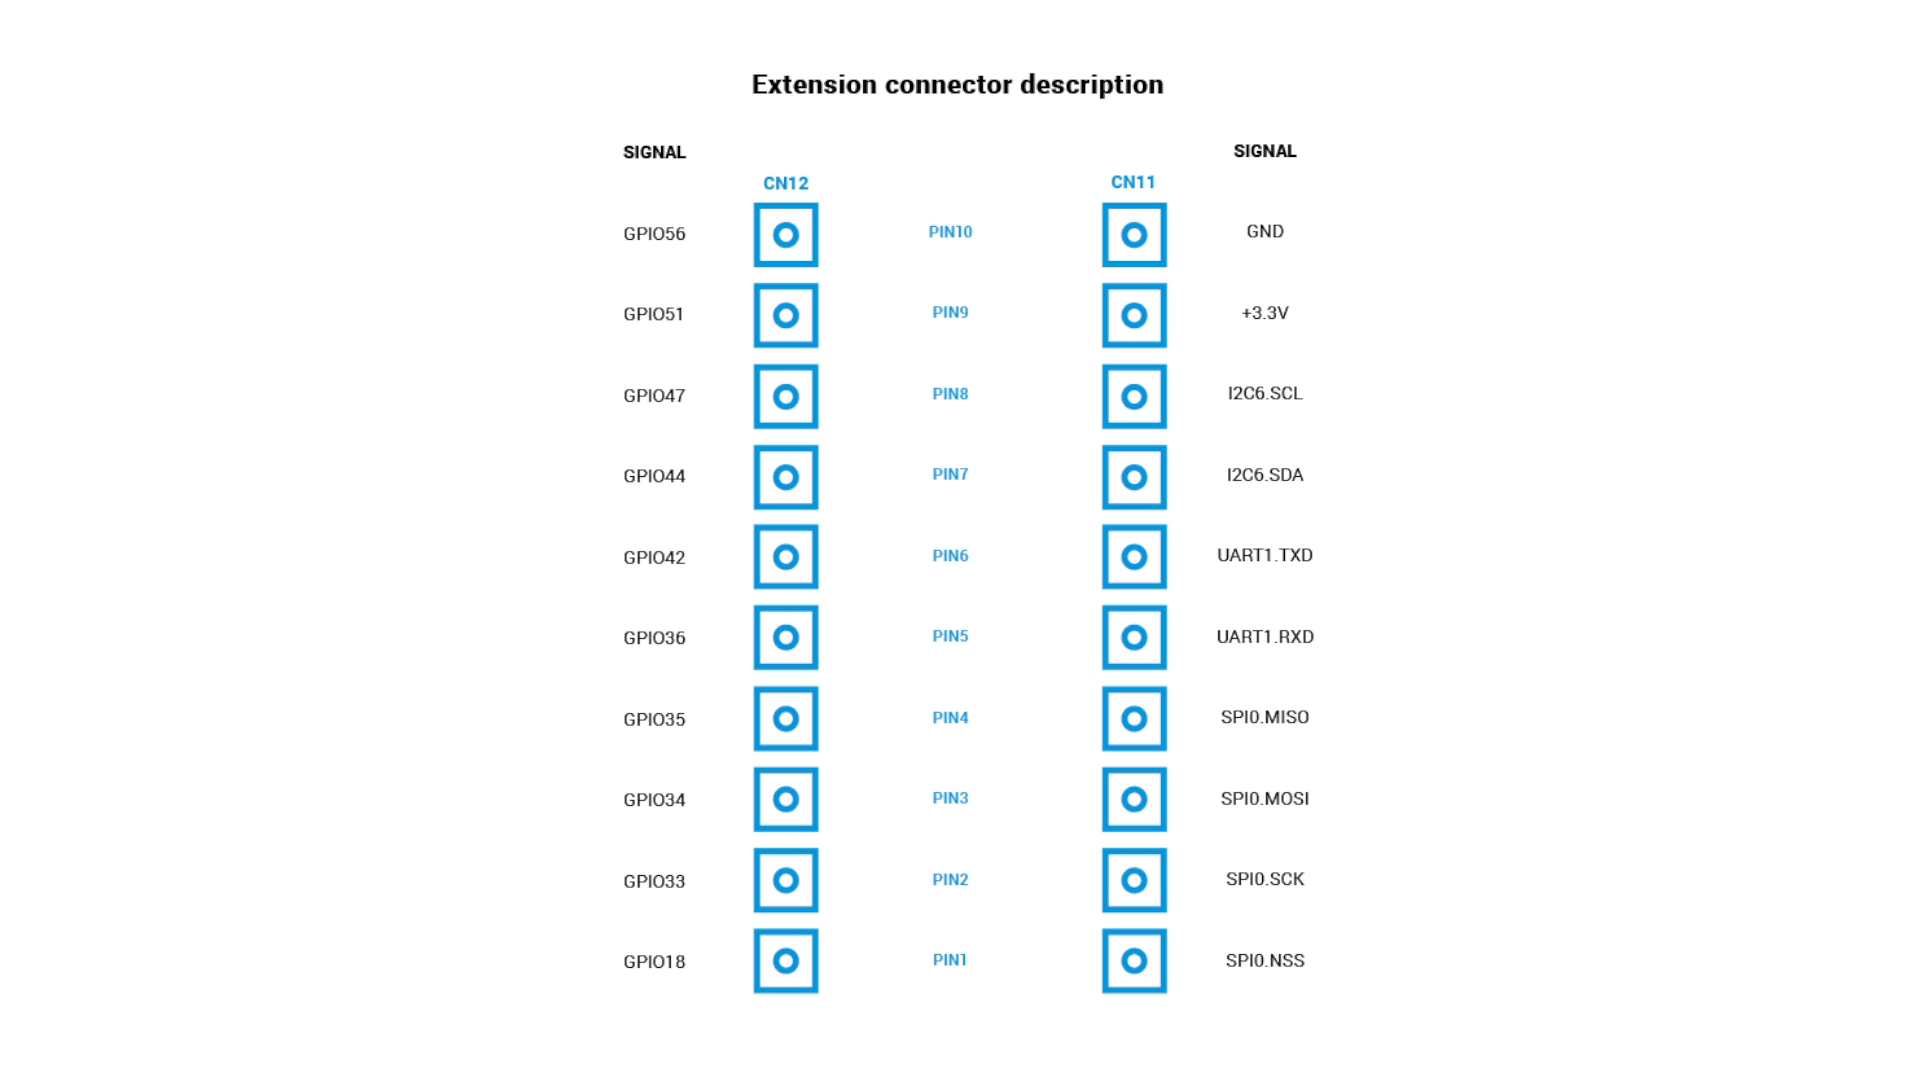 Extension connector description
SIGNAL SIGNAL
CN12 CN11
GPIO56 PIN10 GND
GPIO51 PIN9 +3.3V
GPIO47 PIN8 I2C6.SCL
GPIO44 PIN7 I2C6.SDA
GPIO42 PIN6 UART1.TXD
GPIO36 PIN5 UART1.RXD
GPIO35 PIN4 SPI0.MISO
GPIO34 PIN3 SPI0.MOSI
GPIO33 PIN2 SPI0.SCK
GPIO18 PIN1 SPI0.NSS